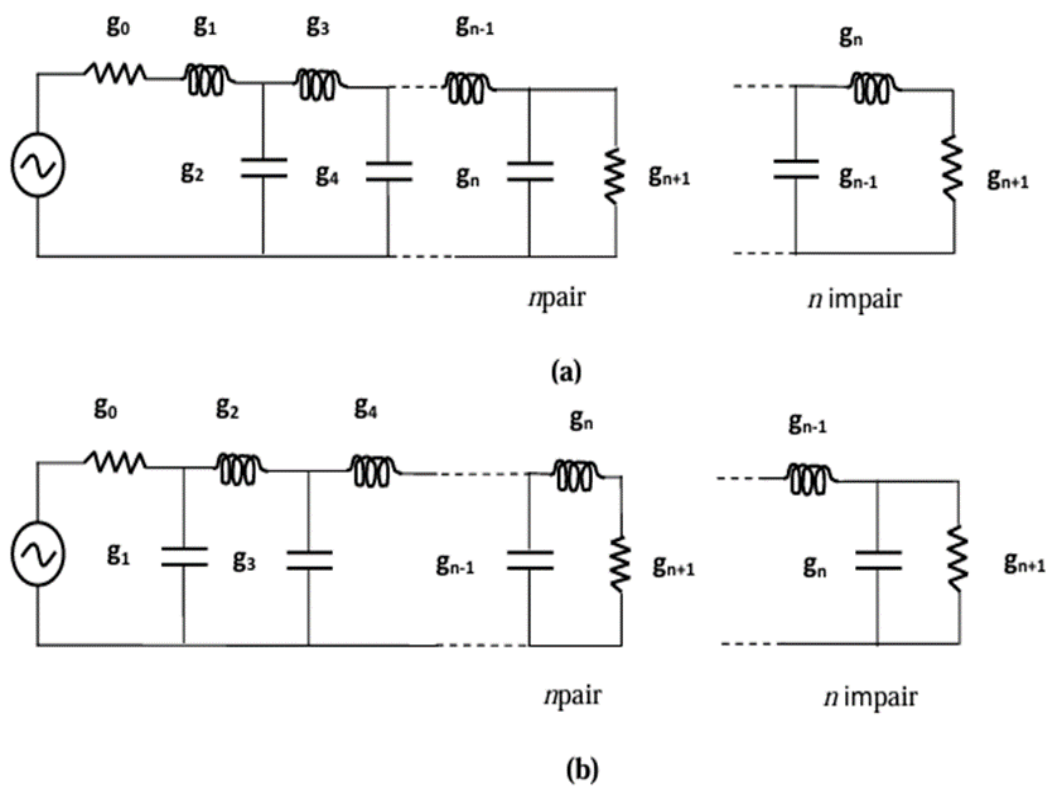 g0 g1 g3 gn-1 gn
g2 g4 gn gn+1 gn-1 gn+1
npair n impair
(a)
g0 g2 g4 gn gn-1
g1 g3 gn-1 gn+1 gn gn+1
npair n impair
(b)